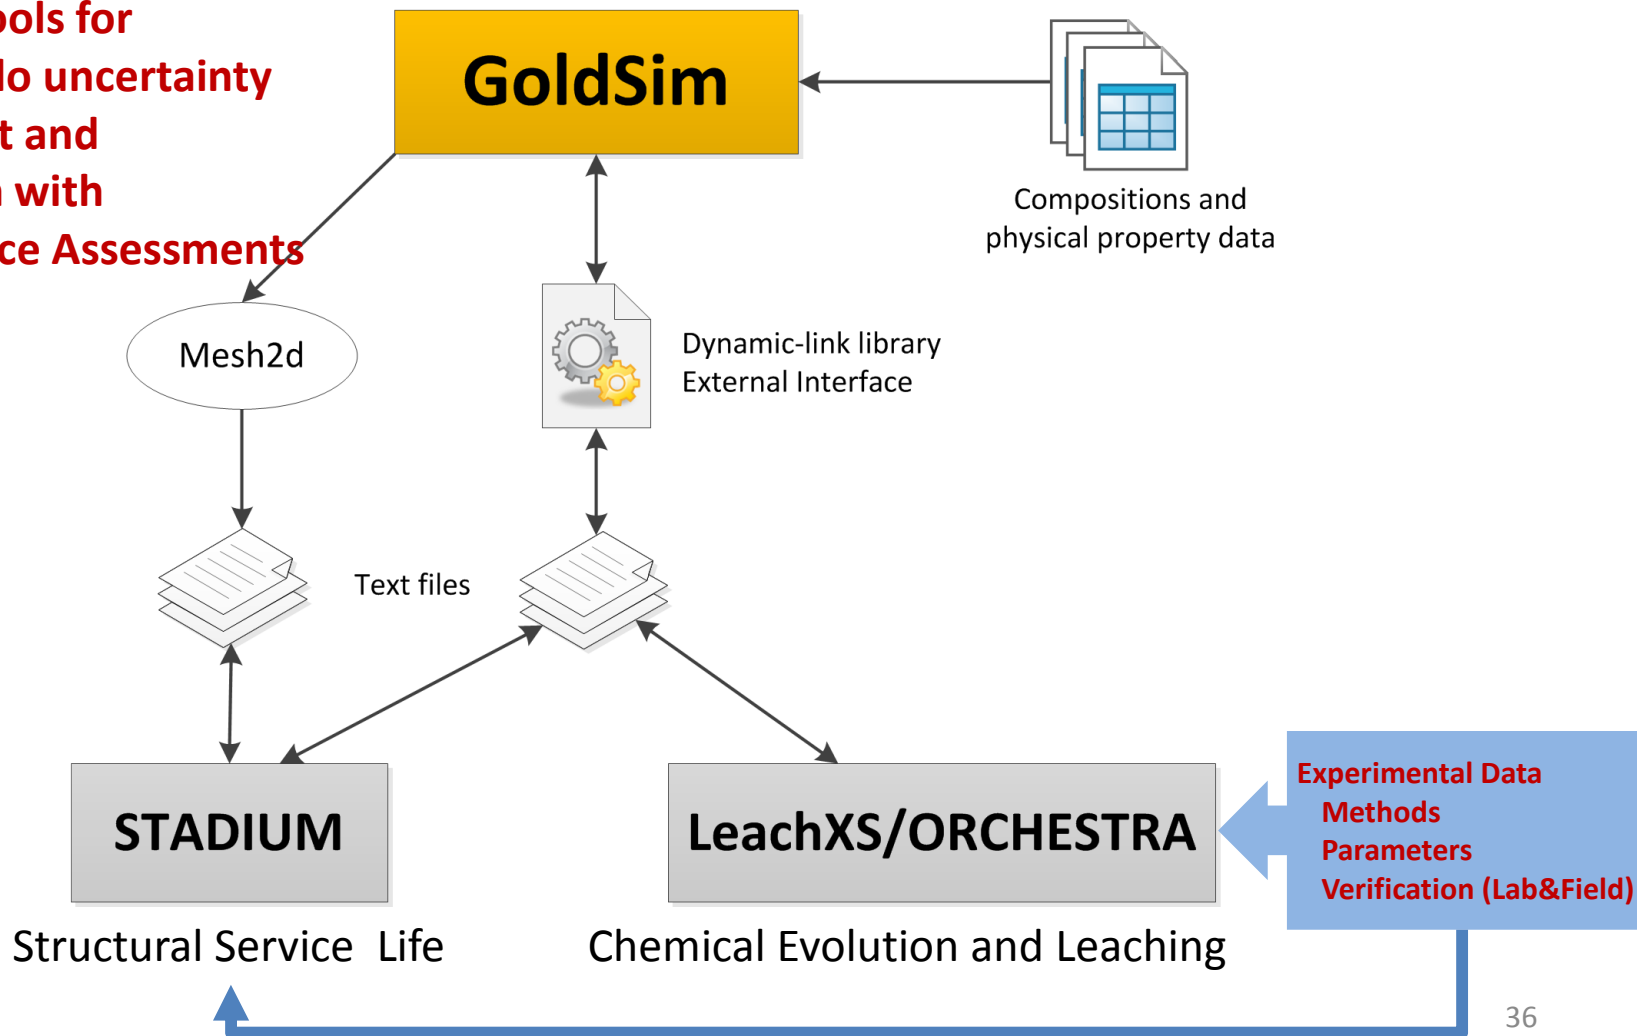 ools for
lo uncertainty
t and
n with
ce Assessments
GoldSim
Compositions and
physical property data
Mesh2d
Dynamic-link library
External Interface
Text files
STADIUM
LeachXS/ORCHESTRA
Experimental Data
Methods
Parameters
Verification (Lab&Field)
Structural Service Life
Chemical Evolution and Leaching
36